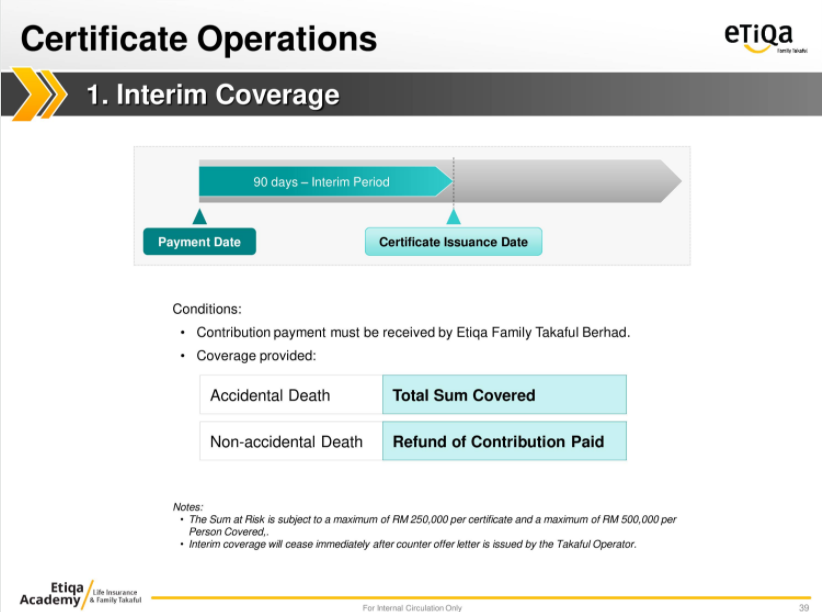 Certificate Operations
eTiQa
Family Takaful
1. Interim Coverage
90 days – Interim Period
Payment Date
Certificate Issuance Date
Conditions:
• Contribution payment must be received by Etiqa Family Takaful Berhad.
• Coverage provided:
Accidental Death
Total Sum Covered
Non-accidental Death
Refund of Contribution Paid
Notes:
• The Sum at Risk is subject to a maximum of RM 250,000 per certificate and a maximum of RM 500,000 per
Person Covered,.
• Interim coverage will cease immediately after counter offer letter is issued by the Takaful Operator.
Etiqa
Academy
Life Insurance
& Family Takaful
For Internal Circulation Only
39